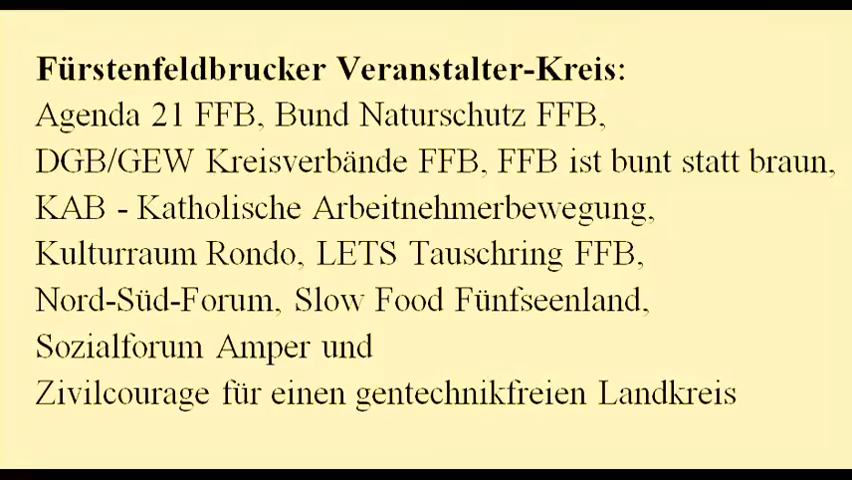 Fürstenfeldbrucker Veranstalter-Kreis:
Agenda 21 FFB, Bund Naturschutz FFB,
DGB/GEW Kreisverbände FFB, FFB ist bunt statt braun,
KAB - Katholische Arbeitnehmerbewegung,
Kulturraum Rondo, LETS Tauschring FFB,
Nord-Süd-Forum, Slow Food Fünfseenland,
Sozialforum Amper und
Zivilcourage für einen gentechnikfreien Landkreis